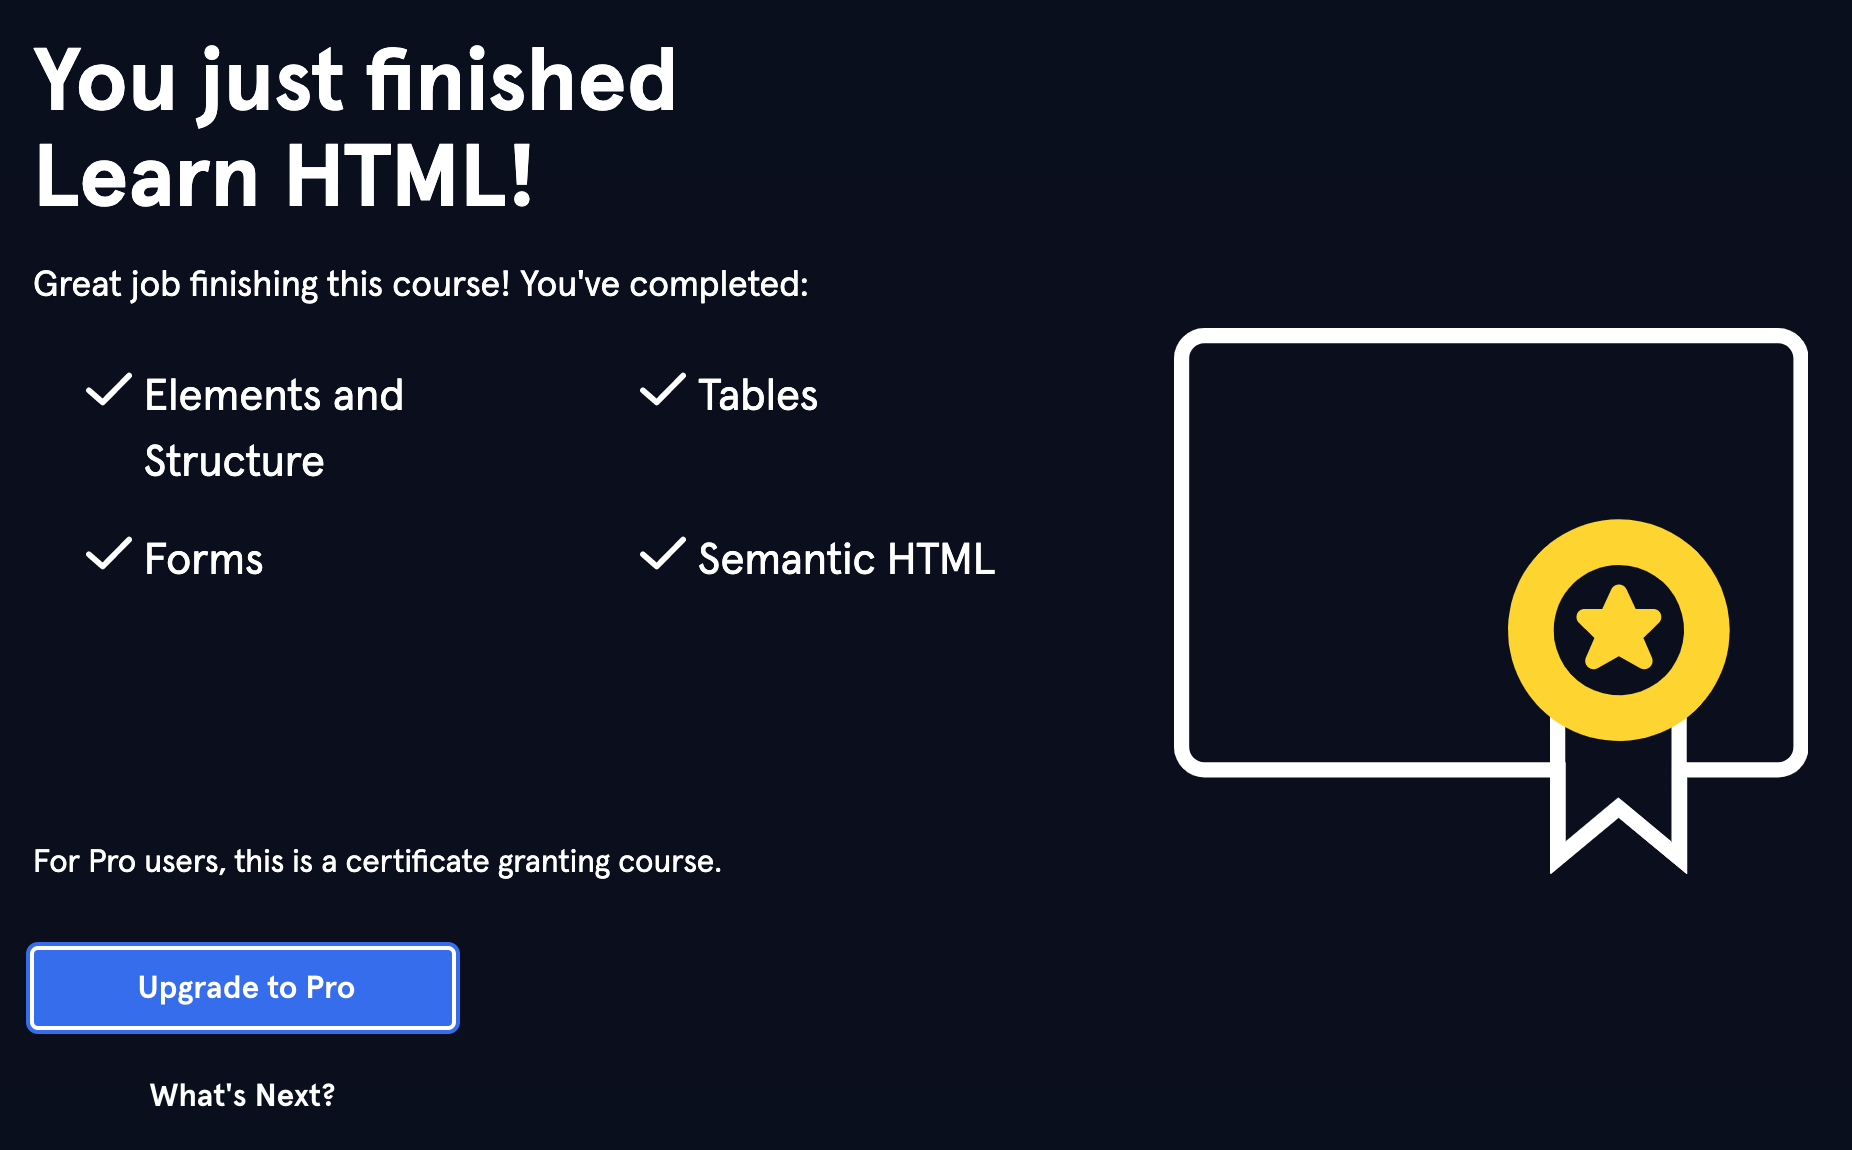 You just finished
Learn HTML!
Great job finishing this course! You've completed:
Elements and
Structure
Tables
Forms
Semantic HTML
For Pro users, this is a certificate granting course.
Upgrade to Pro
What's Next?